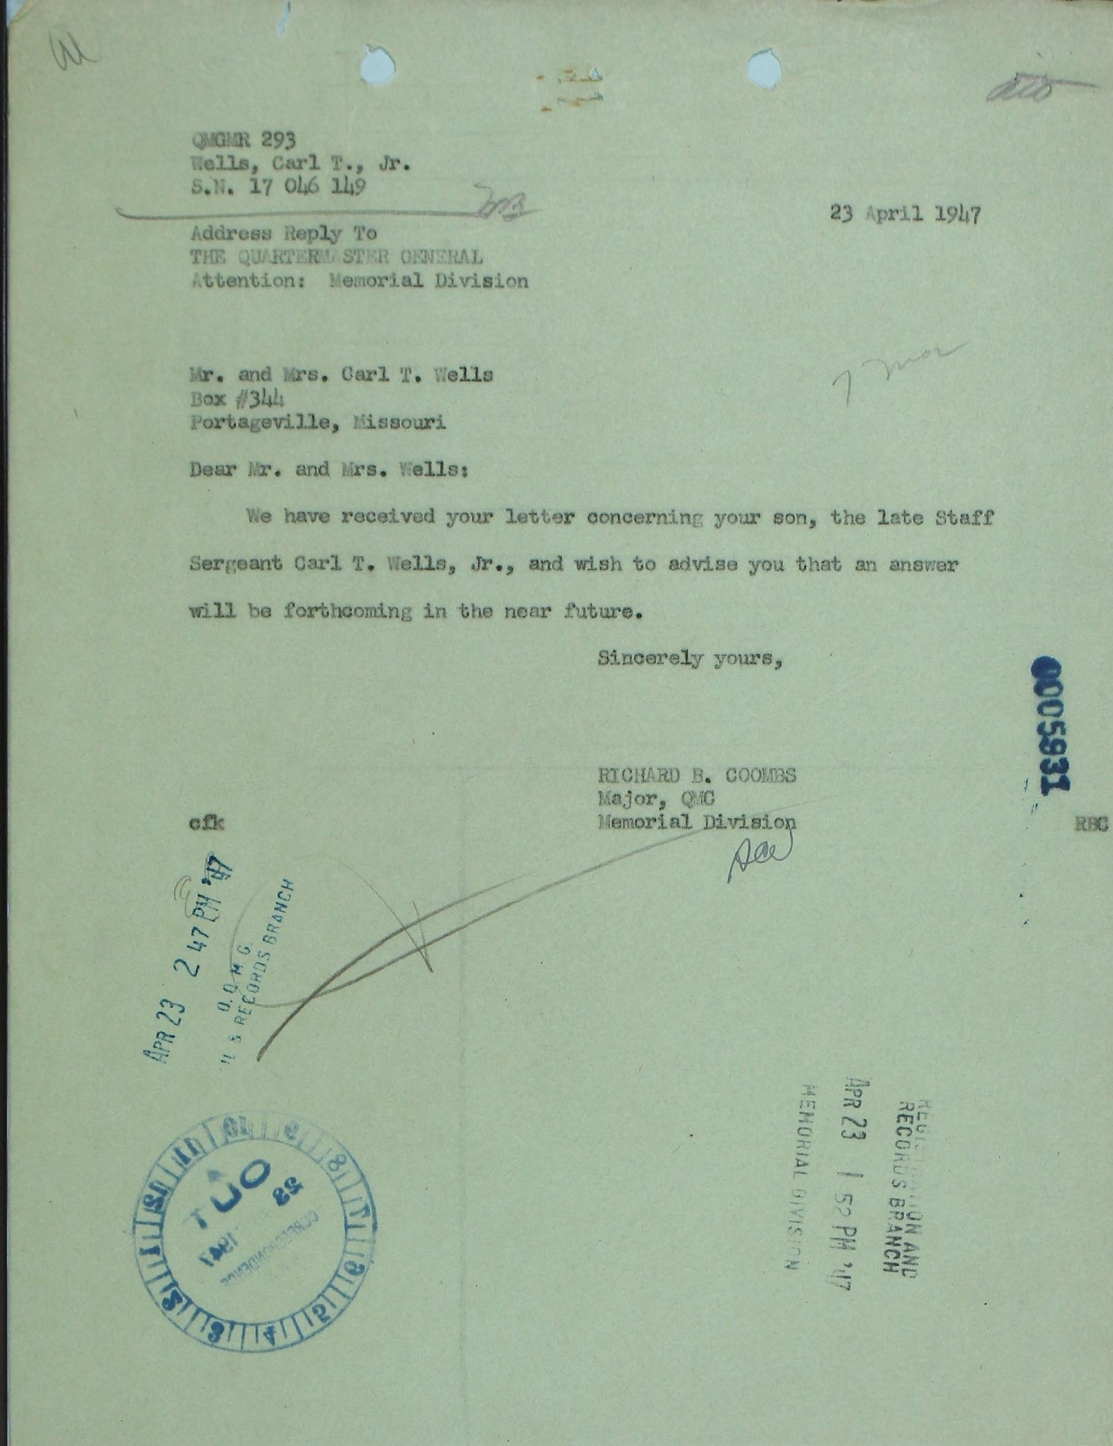 QMGMR 293
Wells, Carl T., Jr.
S.N. 17 046 149
23 April 1947
Address Reply To
THE QUARTERMASTER GENERAL
Attention: Memorial Division
Mr. and Mrs. Carl T. Wells
Box #344
Portageville, Missouri
Dear Mr. and Mrs. Wells:
We have received your letter concerning your son, the late Staff
Sergeant Carl T. Wells, Jr., and wish to advise you that an answer
will be forthcoming in the near future.
Sincerely yours,
0005931
RICHARD B. COOMBS
Major, QMC
Memorial Division
cfk
RBC
APR 23 2 47 PM '47
O. Q. M. G.
RECORDS BRANCH
REGISTRATION AND
RECORDS BRANCH
APR 23 1 52 PM '47
MEMORIAL DIVISION
OUT